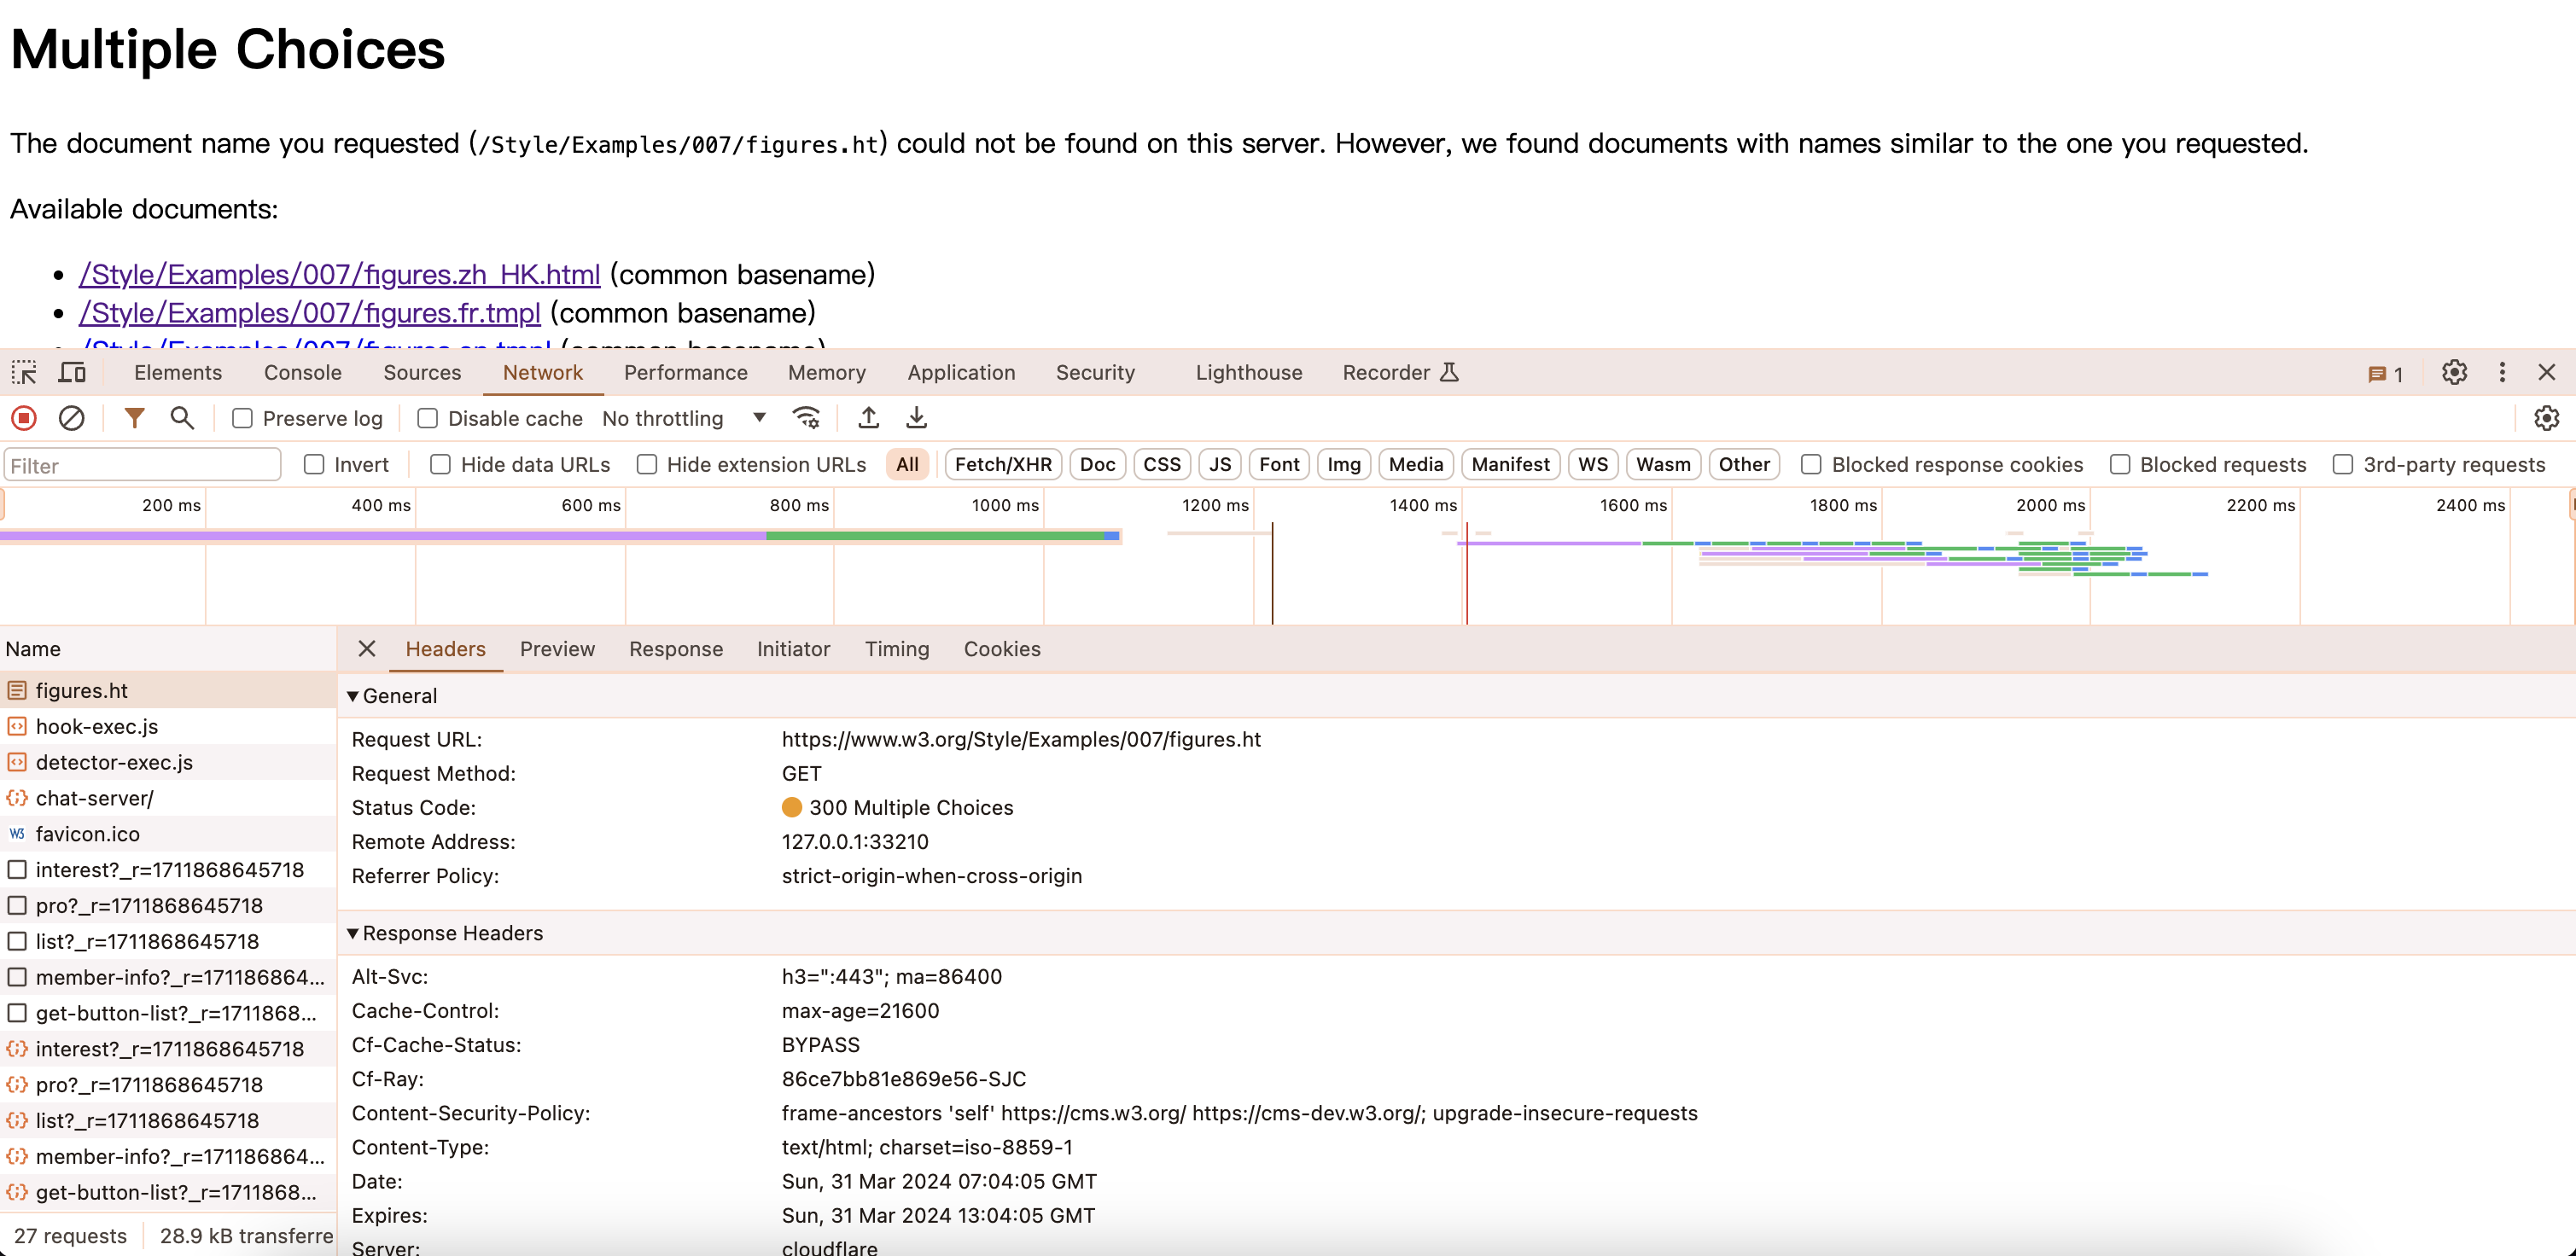 Multiple Choices
The document name you requested (/Style/Examples/007/figures.ht) could not be found on this server. However, we found documents with names similar to the one you requested.
Available documents:
• /Style/Examples/007/figures.zh_HK.html (common basename)
• /Style/Examples/007/figures.fr.tmpl (common basename)
• /Style/Examples/007/figures.en.tmpl (common basename)
Elements Console Sources Network Performance Memory Application Security Lighthouse Recorder 1
Preserve log Disable cache No throttling
Filter Invert Hide data URLs Hide extension URLs All Fetch/XHR Doc CSS JS Font Img Media Manifest WS Wasm Other Blocked response cookies Blocked requests 3rd-party requests
200 ms 400 ms 600 ms 800 ms 1000 ms 1200 ms 1400 ms 1600 ms 1800 ms 2000 ms 2200 ms 2400 ms
Name
figures.ht
hook-exec.js
detector-exec.js
chat-server/
W3 favicon.ico
interest?_r=1711868645718
pro?_r=1711868645718
list?_r=1711868645718
member-info?_r=171186864...
get-button-list?_r=1711868...
interest?_r=1711868645718
pro?_r=1711868645718
list?_r=1711868645718
member-info?_r=171186864...
get-button-list?_r=1711868...
27 requests 28.9 kB transferre
Headers Preview Response Initiator Timing Cookies
General
Request URL: https://www.w3.org/Style/Examples/007/figures.ht
Request Method: GET
Status Code: 300 Multiple Choices
Remote Address: 127.0.0.1:33210
Referrer Policy: strict-origin-when-cross-origin
Response Headers
Alt-Svc: h3=":443"; ma=86400
Cache-Control: max-age=21600
Cf-Cache-Status: BYPASS
Cf-Ray: 86ce7bb81e869e56-SJC
Content-Security-Policy: frame-ancestors 'self' https://cms.w3.org/ https://cms-dev.w3.org/; upgrade-insecure-requests
Content-Type: text/html; charset=iso-8859-1
Date: Sun, 31 Mar 2024 07:04:05 GMT
Expires: Sun, 31 Mar 2024 13:04:05 GMT
Server: cloudflare